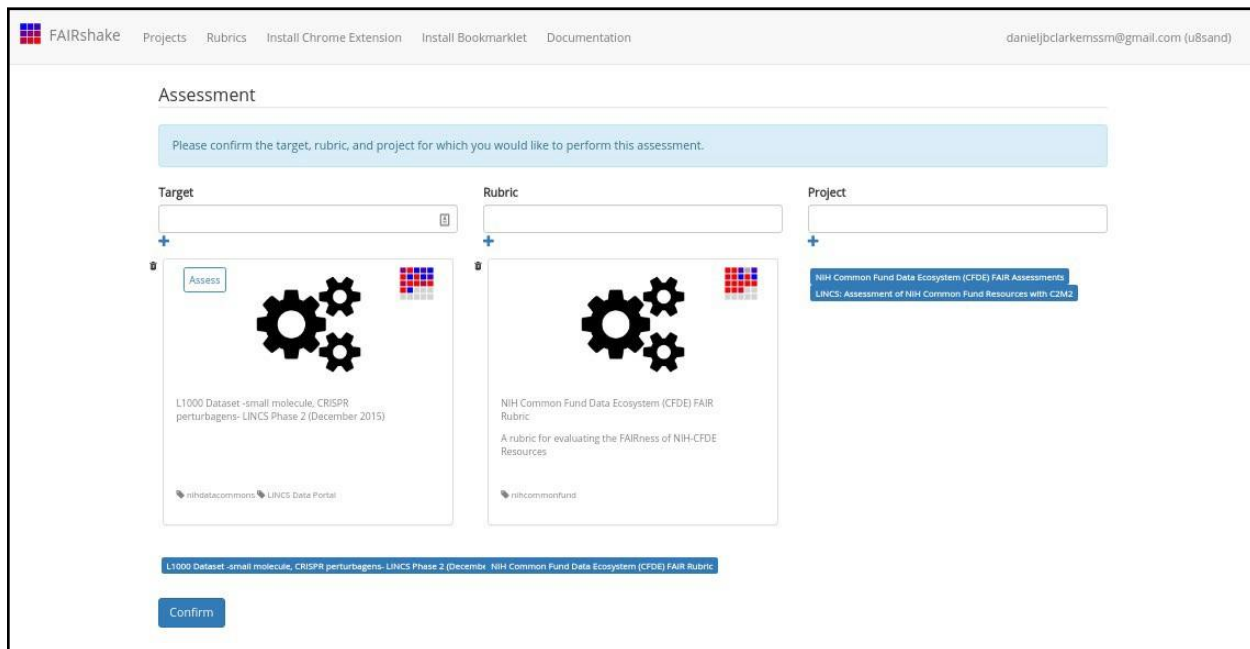 FAIRshake Projects Rubrics Install Chrome Extension Install Bookmarklet Documentation danieljbclarkemssm@gmail.com (u8sand)
Assessment
Please confirm the target, rubric, and project for which you would like to perform this assessment.
Target Rubric Project
Assess
L1000 Dataset -small molecule, CRISPR
perturbagens- LINCS Phase 2 (December 2015)
nihdatacommons LINCS Data Portal
NIH Common Fund Data Ecosystem (CFDE) FAIR
Rubric
A rubric for evaluating the FAIRness of NIH-CFDE
Resources
nihcommonfund
NIH Common Fund Data Ecosystem (CFDE) FAIR Assessments
LINCS: Assessment of NIH Common Fund Resources with C2M2
L1000 Dataset -small molecule, CRISPR perturbagens- LINCS Phase 2 (Decembe NIH Common Fund Data Ecosystem (CFDE) FAIR Rubric
Confirm